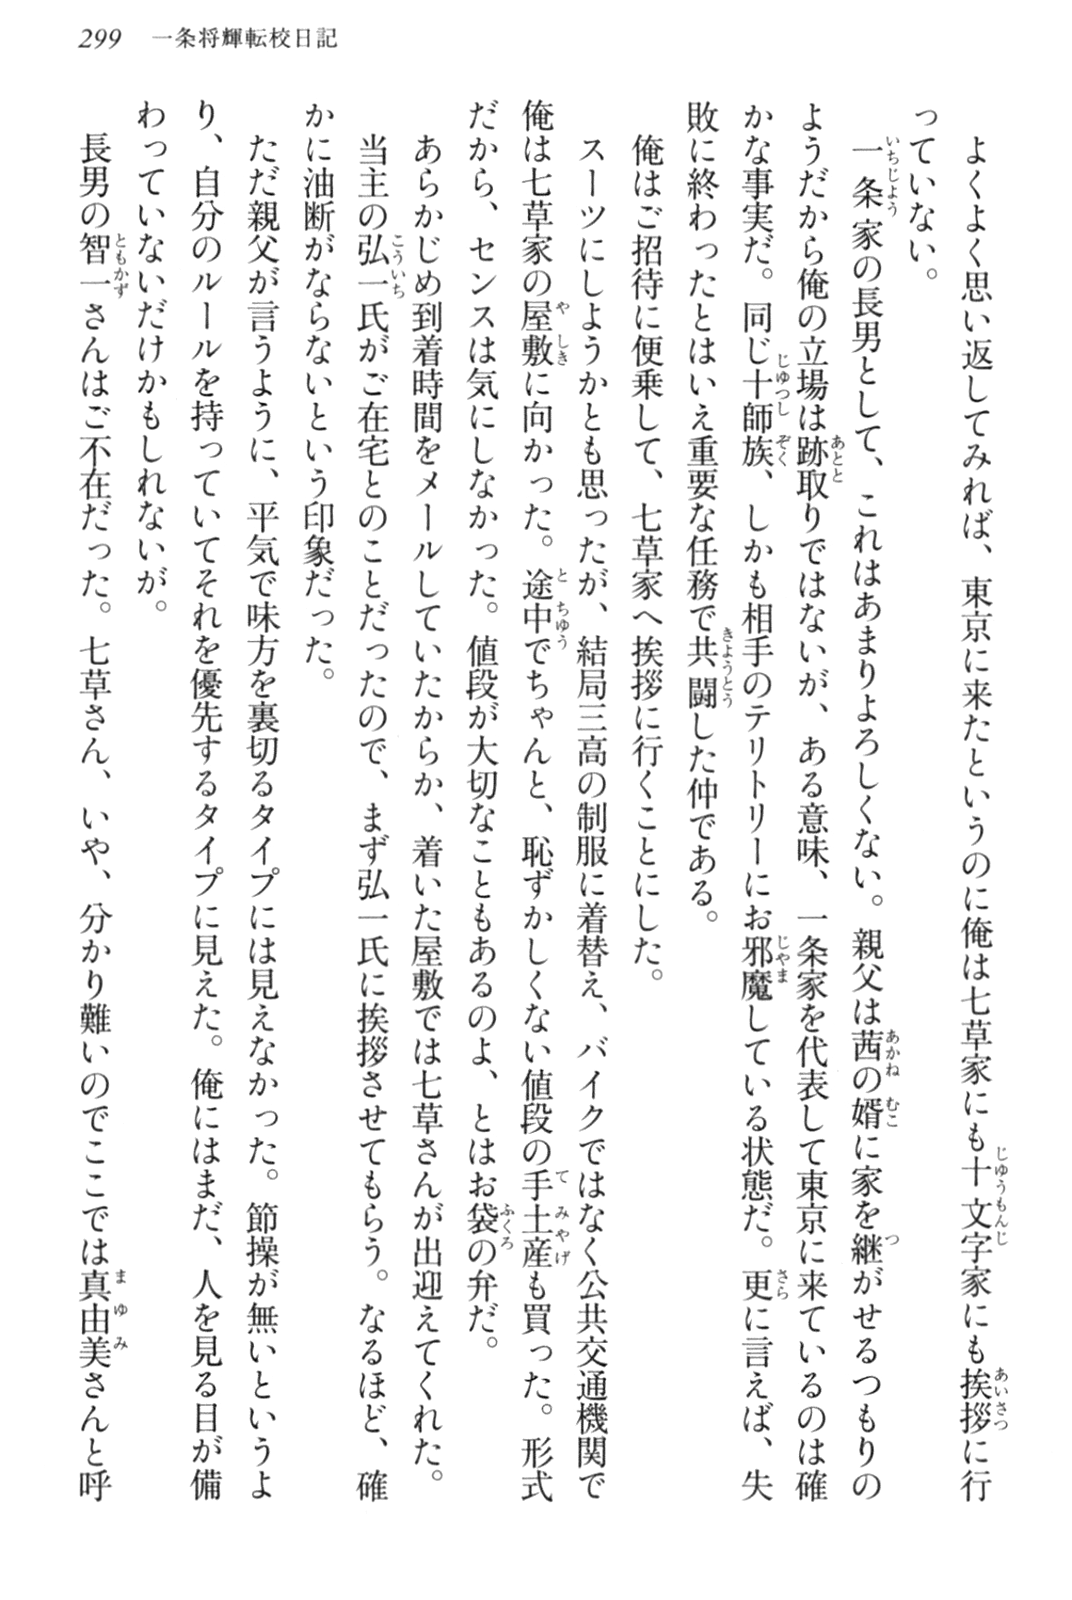 299 一条将輝転校日記
よくよく思い返してみれば、東京に来たというのに俺は七草家にも十文字家にも挨拶に行
っていない。
一条家の長男として、これはあまりよろしくない。親父は茜の婿に家を継がせるつもりの
ようだから俺の立場は跡取りではないが、ある意味、一条家を代表して東京に来ているのは確
かな事実だ。同じ十師族、しかも相手のテリトリーにお邪魔している状態だ。更に言えば、失
敗に終わったとはいえ重要な任務で共闘した仲である。
俺はご招待に便乗して、七草家へ挨拶に行くことにした。
スーツにしようかとも思ったが、結局三高の制服に着替え、バイクではなく公共交通機関で
俺は七草家の屋敷に向かった。途中でちゃんと、恥ずかしくない値段の手土産も買った。形式
だから、センスは気にしなかった。値段が大切なこともあるのよ、とはお袋の弁だ。
あらかじめ到着時間をメールしていたからか、着いた屋敷では七草さんが出迎えてくれた。
当主の弘一氏がご在宅とのことだったので、まず弘一氏に挨拶させてもらう。なるほど、確
かに油断がならないという印象だった。
ただ親父が言うように、平気で味方を裏切るタイプには見えなかった。節操が無いというよ
り、自分のルールを持っていてそれを優先するタイプに見えた。俺にはまだ、人を見る目が備
わっていないだけかもしれないが。
長男の智一さんはご不在だった。七草さん、いや、分かり難いのでここでは真由美さんと呼